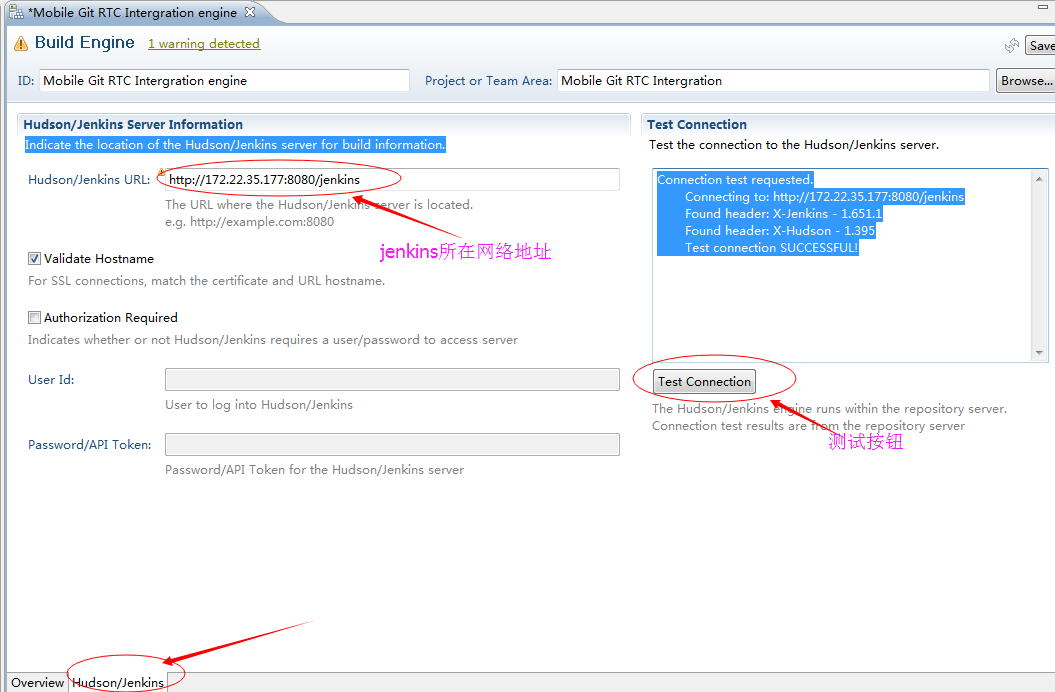 *Mobile Git RTC Intergration engine
Build Engine 1 warning detected
Save
ID: Mobile Git RTC Intergration engine Project or Team Area: Mobile Git RTC Intergration Browse...
Hudson/Jenkins Server Information
Indicate the location of the Hudson/Jenkins server for build information.
Hudson/Jenkins URL: http://172.22.35.177:8080/jenkins
The URL where the Hudson/Jenkins server is located.
e.g. http://example.com:8080
jenkins所在网络地址
Validate Hostname
For SSL connections, match the certificate and URL hostname.
Authorization Required
Indicates whether or not Hudson/Jenkins requires a user/password to access server
User Id:
User to log into Hudson/Jenkins
Password/API Token:
Password/API Token for the Hudson/Jenkins server
Test Connection
Test the connection to the Hudson/Jenkins server.
Connection test requested.
Connecting to: http://172.22.35.177:8080/jenkins
Found header: X-Jenkins - 1.651.1
Found header: X-Hudson - 1.395
Test connection SUCCESSFUL!
Test Connection
The Hudson/Jenkins engine runs within the repository server.
Connection test results are from the repository server
测试按钮
Overview Hudson/Jenkins